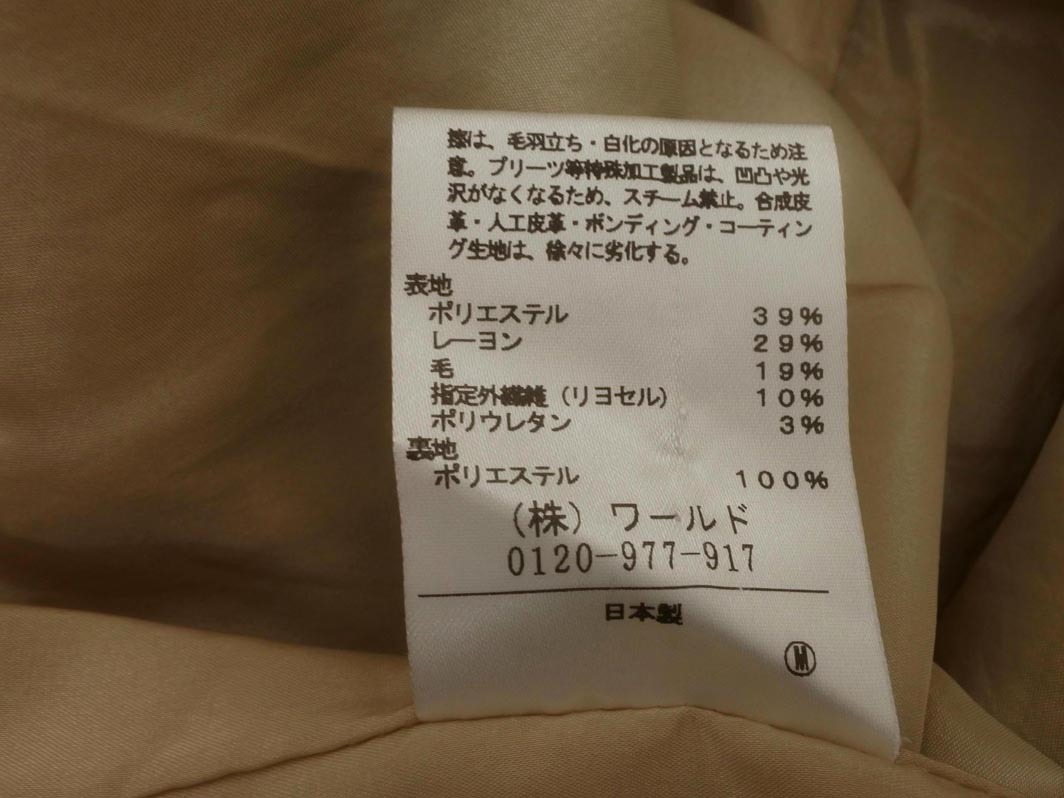 擦は、毛羽立ち・白化の原因となるため注
意。プリーツ等特殊加工製品は、凹凸や光
沢がなくなるため、スチーム禁止。合成皮
革・人工皮革・ボンディング・コーティン
グ生地は、徐々に劣化する。
表地
ポリエステル 39%
レーヨン 29%
毛 19%
指定外繊維（リヨセル） 10%
ポリウレタン 3%
裏地
ポリエステル 100%
（株）ワールド
0120-977-917
日本製
Ⓜ